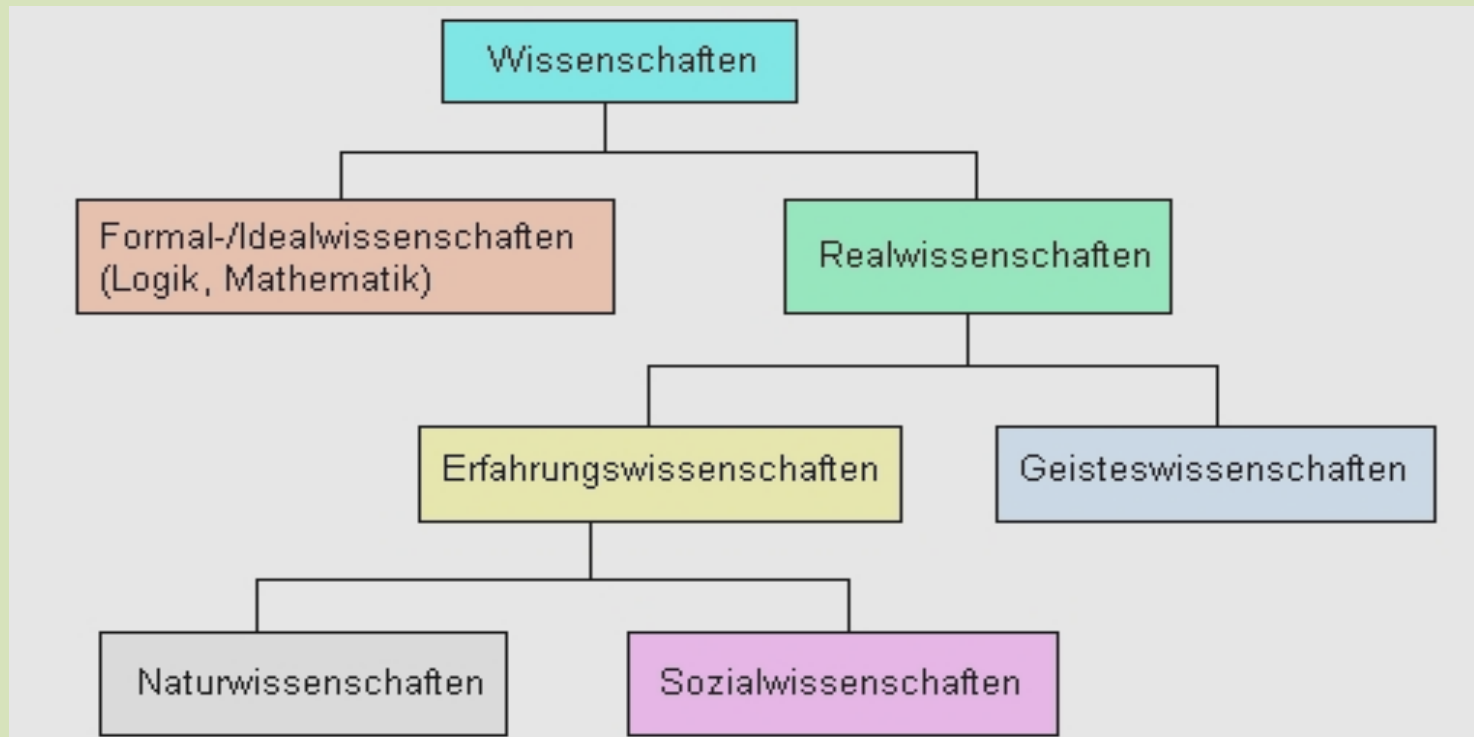 Wissenschaften
Formal-/Idealwissenschaften
(Logik, Mathematik)
Realwissenschaften
Erfahrungswissenschaften
Geisteswissenschaften
Naturwissenschaften
Sozialwissenschaften